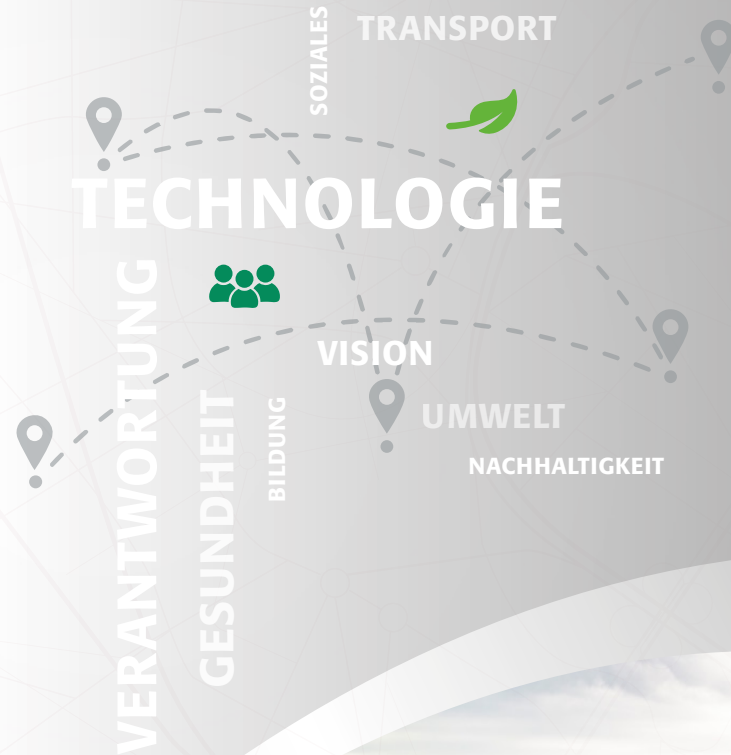 SOZIALES
TRANSPORT
TECHNOLOGIE
VERANTWORTUNG
VISION
GESUNDHEIT
BILDUNG
UMWELT
NACHHALTIGKEIT